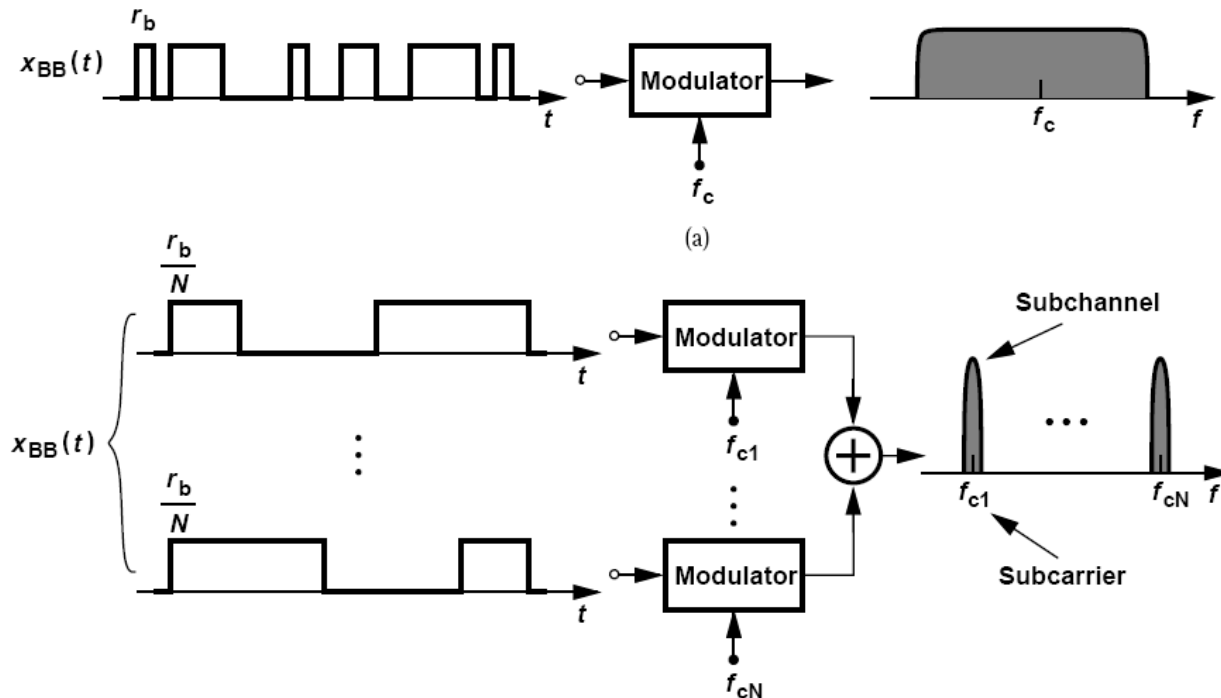 r_b
x_BB(t)
t
Modulator
f_c
f_c
f
(a)
r_b/N
t
Modulator
f_c1
x_BB(t)
r_b/N
t
Modulator
f_cN
Subchannel
f_c1
f_cN
f
Subcarrier